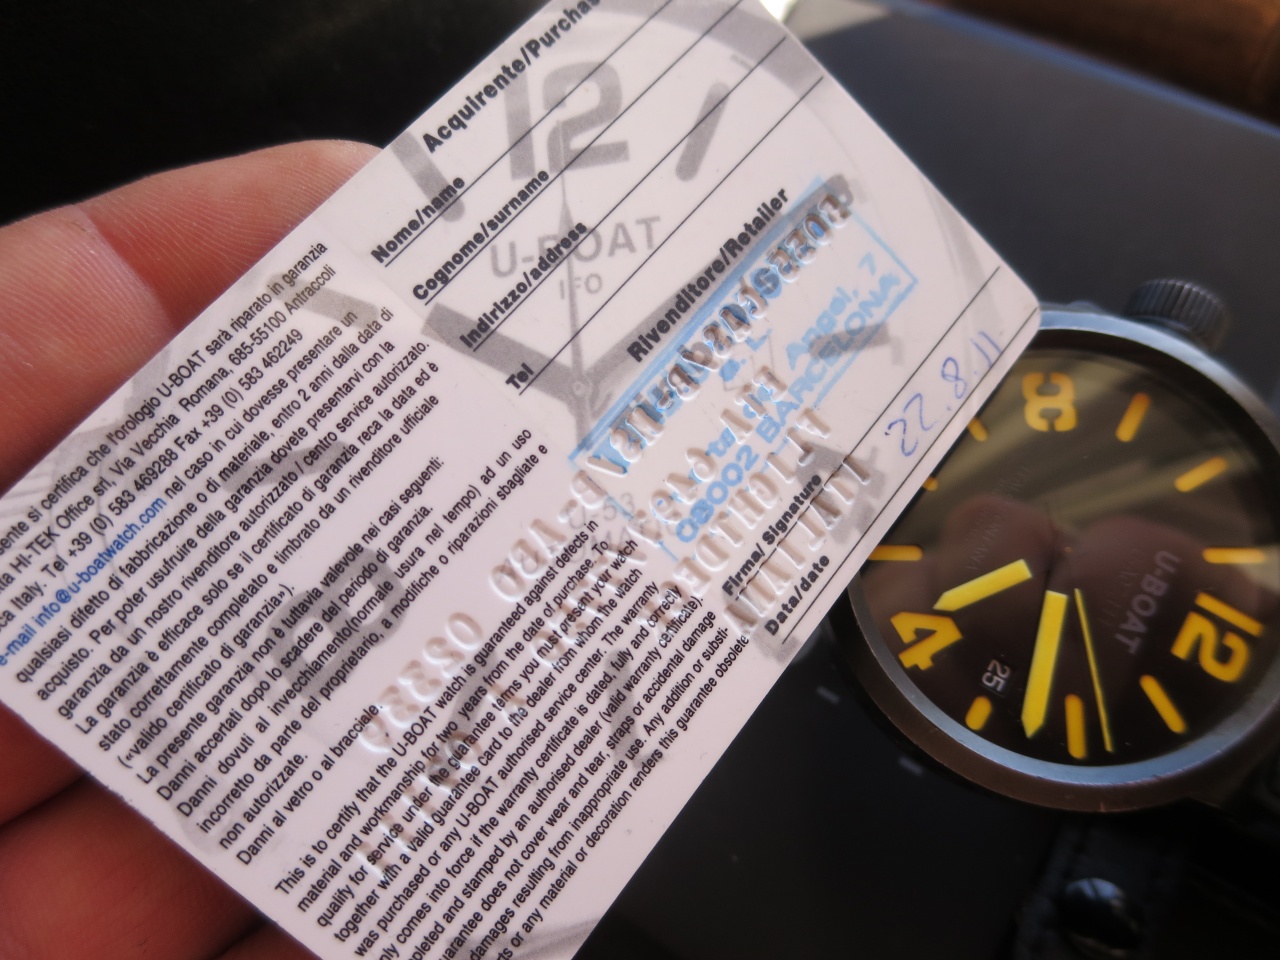 Acquirente/Purchas
Nome/name
Cognome/surname
Indirizzo/address
Tel
12
U-BOAT
IFO
Rivenditore/Retailer
Angel, 7
08002 BARCELONA
Firma/ Signature
Data/date
11.8.22
si certifica che l'orologio U-BOAT sarà riparato in garanzia
HI-TEK Office srl, Via Vecchia Romana, 685-55100 Antraccoli
Italy. Tel +39 (0) 583 469288 Fax +39 (0) 583 462249
e-mail info@u-boatwatch.com nel caso in cui dovesse presentare un
qualsiasi difetto di fabbricazione o di materiale, entro 2 anni dalla data di
acquisto. Per poter usufruire della garanzia dovete presentarvi con la
garanzia da un nostro rivenditore autorizzato / centro service autorizzato.
La garanzia è efficace solo se il certificato di garanzia reca la data ed è
stato correttamente completato e timbrato da un rivenditore ufficiale
(«valido certificato di garanzia»).
La presente garanzia non è tuttavia valevole nei casi seguenti:
Danni accertati dopo lo scadere del periodo di garanzia.
Danni dovuti al invecchiamento(normale usura nel tempo) ad un uso
incorretto da parte del proprietario, a modifiche o riparazioni sbagliate e
non autorizzate.
Danni al vetro o al bracciale.
This is to certify that the U-BOAT watch is guaranteed against defects in
material and workmanship for two years from the date of purchase. To
qualify for service under the guarantee terms you must present your watch
together with a valid guarantee card to the dealer from whom the watch
was purchased or any U-BOAT authorised service center. The warranty
only comes into force if the warranty certificate is dated, fully and correctly
completed and stamped by an authorised dealer (valid warranty certificate).
guarantee does not cover wear and tear, straps or accidental damage
damages resulting from inappropriate use. Any addition or substi-
or any material or decoration renders this guarantee obsolete
U-BOAT
12
4
25
8